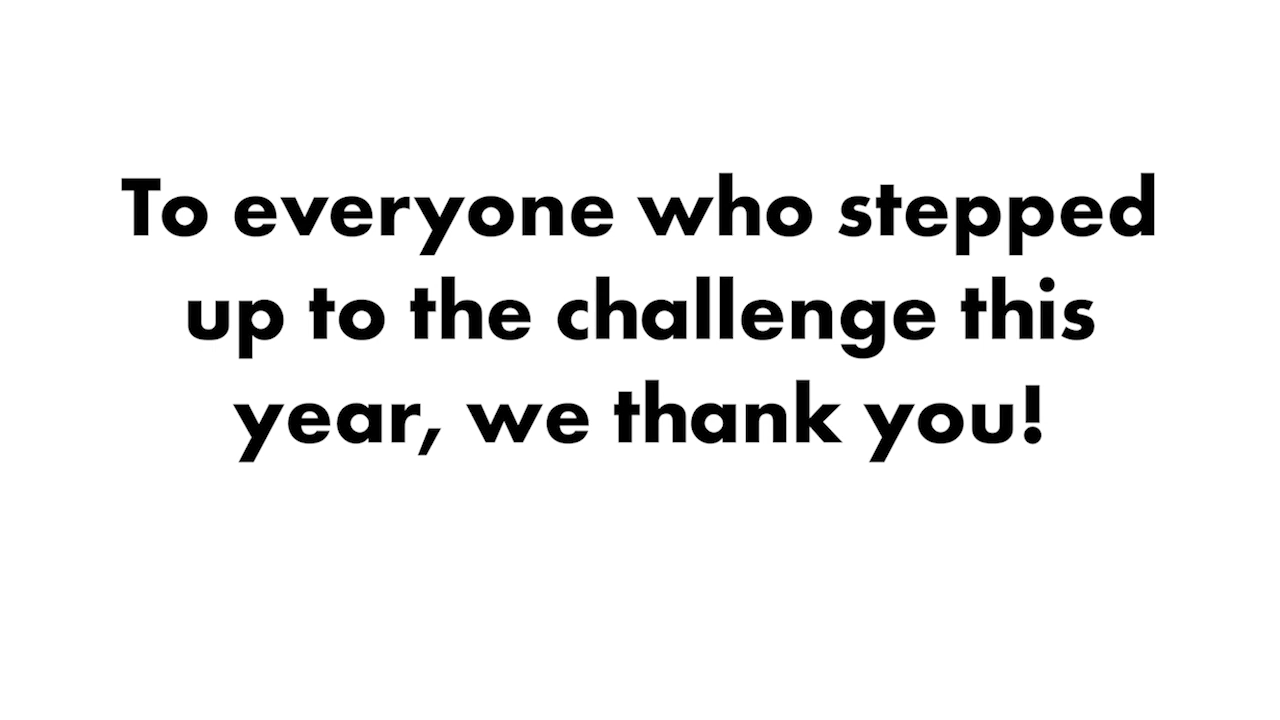 To everyone who stepped
up to the challenge this
year, we thank you!